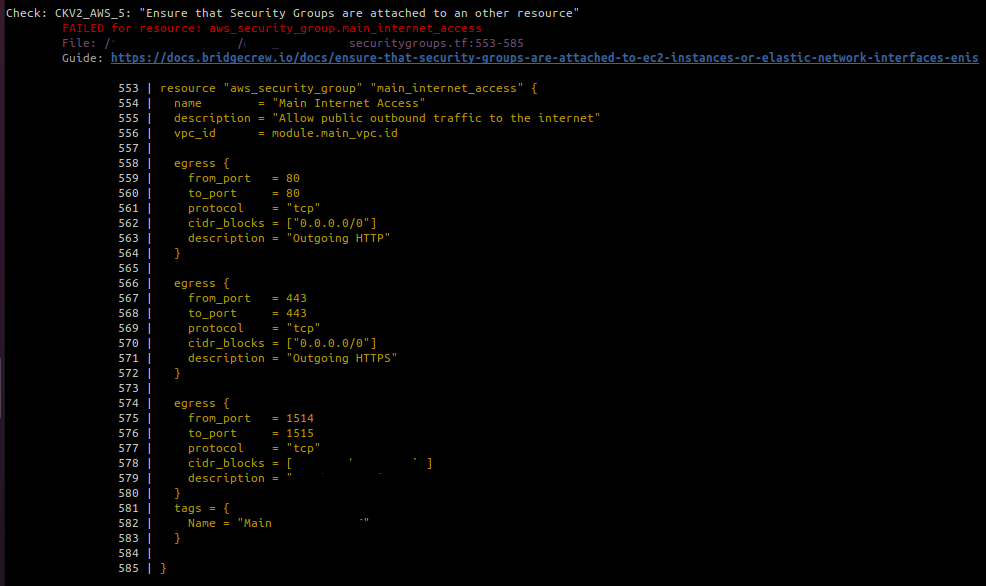 Check: CKV2_AWS_5: "Ensure that Security Groups are attached to an other resource"
FAILED for resource: aws_security_group.main_internet_access
File: / / securitygroups.tf:553-585
Guide: https://docs.bridgecrew.io/docs/ensure-that-security-groups-are-attached-to-ec2-instances-or-elastic-network-interfaces-enis
553 | resource "aws_security_group" "main_internet_access" {
554 |   name        = "Main Internet Access"
555 |   description = "Allow public outbound traffic to the internet"
556 |   vpc_id      = module.main_vpc.id
557 |
558 |   egress {
559 |     from_port   = 80
560 |     to_port     = 80
561 |     protocol    = "tcp"
562 |     cidr_blocks = ["0.0.0.0/0"]
563 |     description = "Outgoing HTTP"
564 |   }
565 |
566 |   egress {
567 |     from_port   = 443
568 |     to_port     = 443
569 |     protocol    = "tcp"
570 |     cidr_blocks = ["0.0.0.0/0"]
571 |     description = "Outgoing HTTPS"
572 |   }
573 |
574 |   egress {
575 |     from_port   = 1514
576 |     to_port     = 1515
577 |     protocol    = "tcp"
578 |     cidr_blocks = [ ]
579 |     description = "
580 |   }
581 |   tags = {
582 |     Name = "Main "
583 |   }
584 |
585 | }